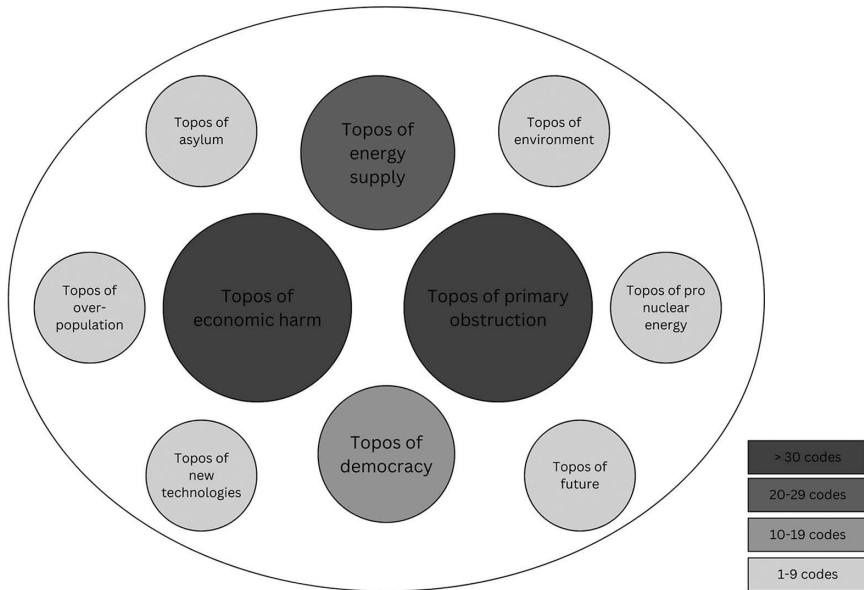 Topos of
asylum
Topos of
energy
supply
Topos of
environment
Topos of
over-
population
Topos of
economic harm
Topos of primary
obstruction
Topos of pro
nuclear
energy
Topos of
new
technologies
Topos of
democracy
Topos of
future
> 30 codes
20-29 codes
10-19 codes
1-9 codes